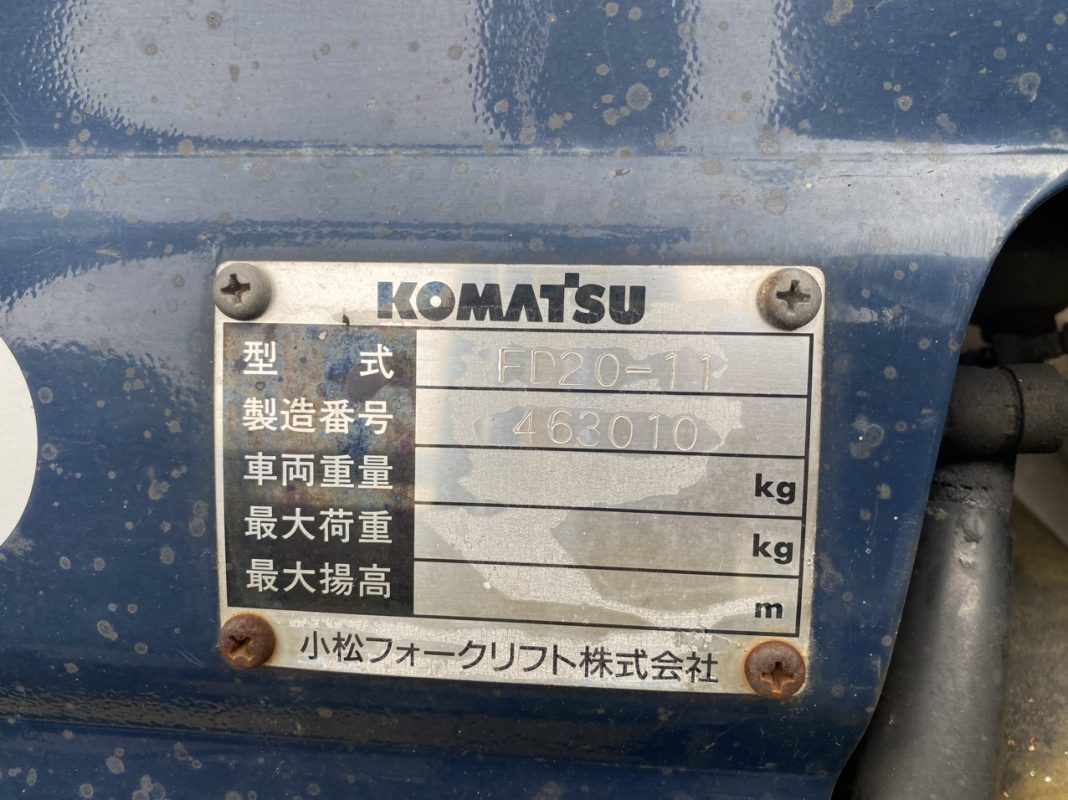 KOMATSU
型式 FD20-11
製造番号 463010
車両重量 kg
最大荷重 kg
最大揚高 m
小松フォークリフト株式会社